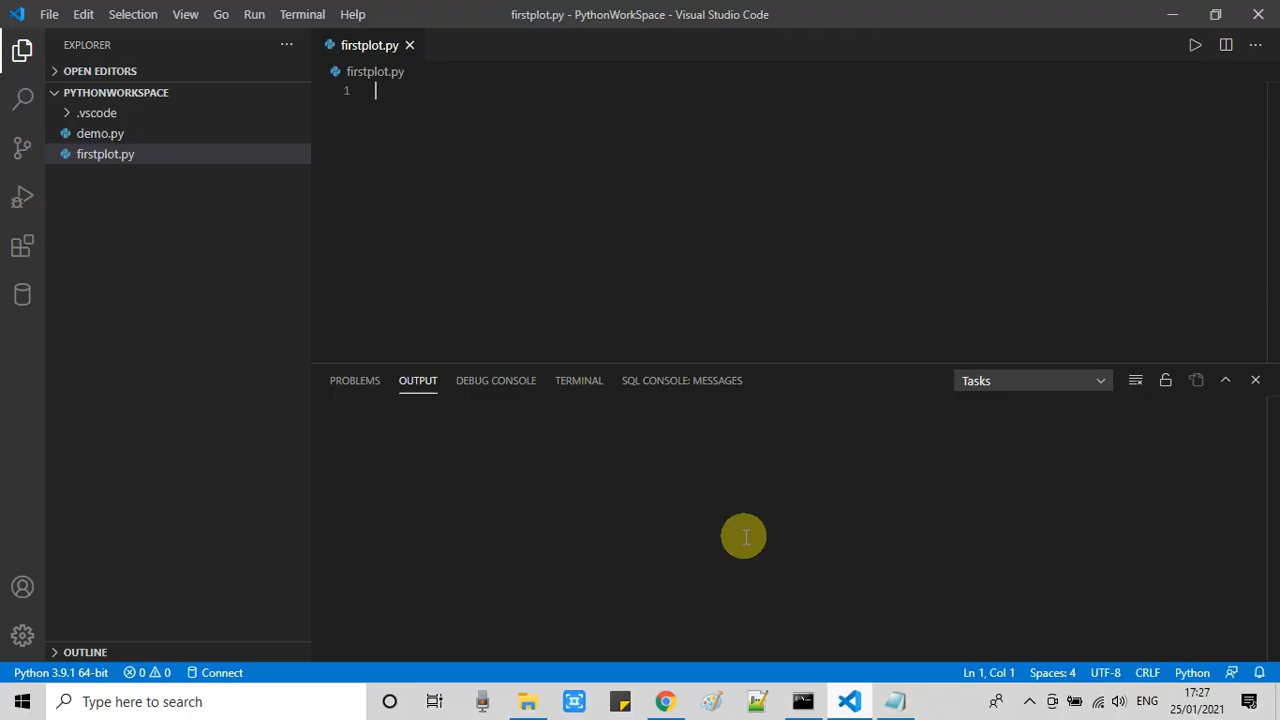 File Edit Selection View Go Run Terminal Help firstplot.py - PythonWorkSpace - Visual Studio Code
EXPLORER
firstplot.py
OPEN EDITORS
firstplot.py
PYTHONWORKSPACE
1
.vscode
demo.py
firstplot.py
PROBLEMS OUTPUT DEBUG CONSOLE TERMINAL SQL CONSOLE: MESSAGES Tasks
OUTLINE
Python 3.9.1 64-bit 0 0 Connect Ln 1, Col 1 Spaces: 4 UTF-8 CRLF Python
Type here to search
ENG
17:27
25/01/2021